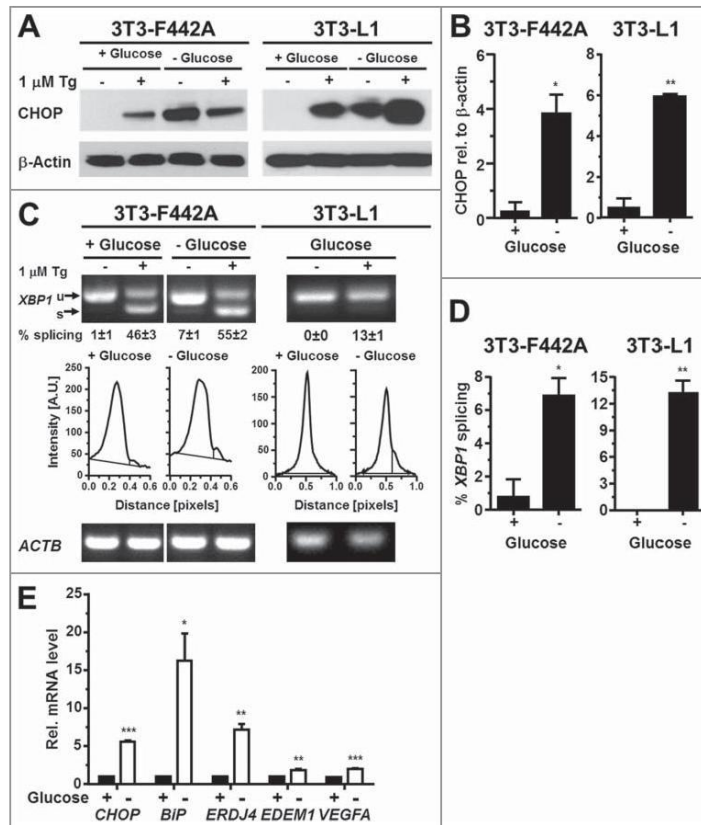 A
3T3-F442A 3T3-L1
+ Glucose - Glucose + Glucose - Glucose
1 µM Tg - + - + - + - +
CHOP
β-Actin
B
3T3-F442A 3T3-L1
CHOP rel. to β-actin
6
4
2
0
8
6
4
2
0
*
**
+ - + -
Glucose Glucose
C
3T3-F442A 3T3-L1
+ Glucose - Glucose Glucose
1 µM Tg - + - + - +
XBP1 u
s
% splicing 1±1 46±3 7±1 55±2 0±0 13±1
+ Glucose - Glucose + Glucose - Glucose
Intensity [A.U.]
250
200
150
100
50
0
200
150
100
50
0
0.0 0.2 0.4 0.6 0.0 0.2 0.4 0.6 0.0 0.5 1.0 0.0 0.5 1.0
Distance [pixels] Distance [pixels]
ACTB
D
3T3-F442A 3T3-L1
% XBP1 splicing
8
6
4
2
0
15
12
9
6
3
0
*
**
+ - + -
Glucose Glucose
E
Rel. mRNA level
25
20
15
10
5
0
*** * ** ** ***
Glucose + - + - + - + - + -
CHOP BiP ERDJ4 EDEM1 VEGFA